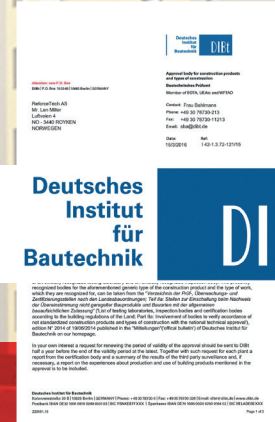 Deutsches
Institut
für
Bautechnik
DIBt
Approval body for construction products
and types of construction
Bautechnisches Prüfamt
Member of EOTA, UEAtc and WFTAO
DIBt | P.O. Box
10829 Berlin | GERMANY
ReforceTech AS
Mr. Len Miller
Luftveien 4
NO - 3440 ROYKEN
NORWEGEN
Contact: Frau Bahlmann
Phone: +49 30 78730-213
Fax: +49 30 78730-11213
Email: sba@dibt.de
Date:
Ref:
15/3/2016
I 42-1.3.72-131/15
Deutsches
Institut
für
Bautechnik
DI
recognized bodies for the aforementioned generic type of the construction product and the type of work,
which they are recognized for, can be taken from the "Verzeichnis der Prüf-, Überwachungs- und
Zertifizierungsstellen nach den Landesbauordnungen; Teil IIa: Stellen zur Einschaltung beim Nachweis
der Übereinstimmung nicht geregelter Bauprodukte und Bauarten mit der allgemeinen
bauaufsichtlichen Zulassung" ("List of testing laboratories, inspection bodies and certification bodies
according to the building regulations of the Land, Part IIa: Involvement of bodies to verify accordance of
not standardized construction products and types of construction with the national technical approval"),
edition N° 2014 of 19/06/2014 published in the "Mitteilungen" (official bulletin) of Deutsches Institut für
Bautechnik on our homepage.
In your own interest a request for renewing the period of validity of the approval should be sent to DIBt
half a year before the end of the validity period at the latest. Together with such request for each plant a
report from the certification body and a summary of the results of the third party surveillance and, if
necessary, a report on the experiences about production and use of building products mentioned in the
approval is to be included.
Deutsches Institut für Bautechnik
Page 1 of 2